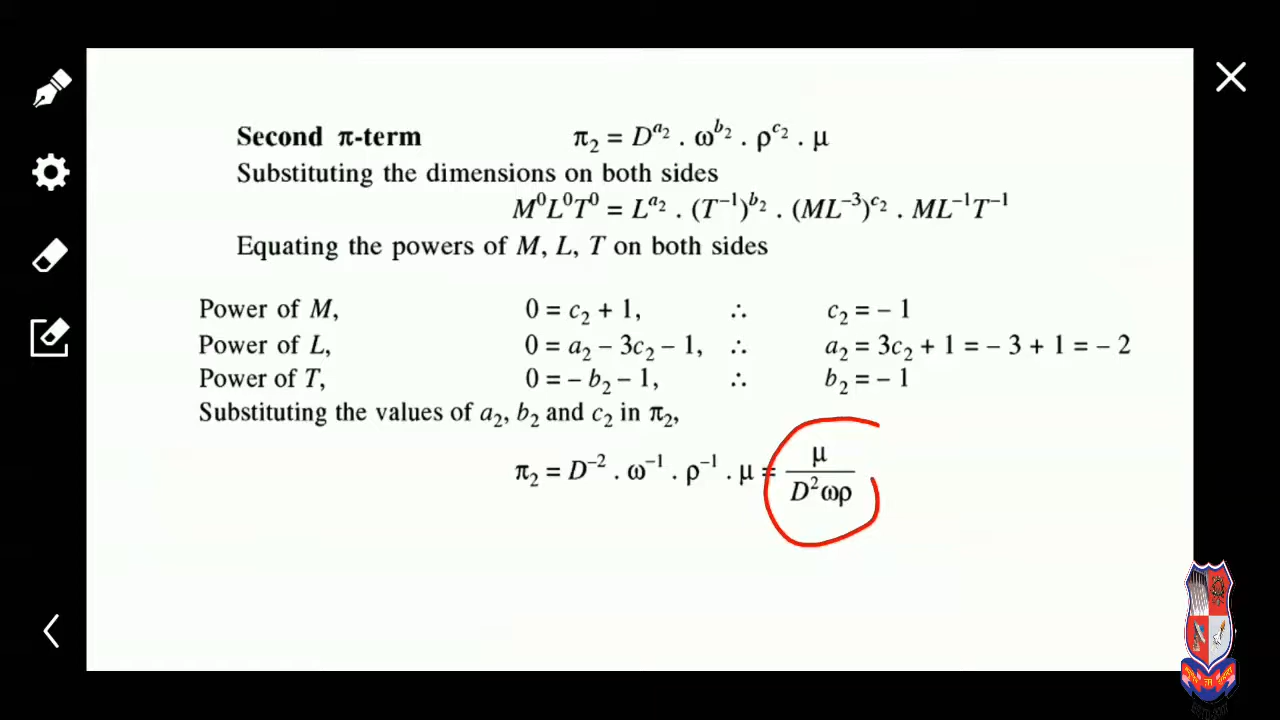 Second π-term π₂ = D^a₂ . ω^b₂ . ρ^c₂ . μ
Substituting the dimensions on both sides
M⁰L⁰T⁰ = L^a₂ . (T⁻¹)^b₂ . (ML⁻³)^c₂ . ML⁻¹T⁻¹
Equating the powers of M, L, T on both sides
Power of M, 0 = c₂ + 1, ∴ c₂ = – 1
Power of L, 0 = a₂ – 3c₂ – 1, ∴ a₂ = 3c₂ + 1 = – 3 + 1 = – 2
Power of T, 0 = – b₂ – 1, ∴ b₂ = – 1
Substituting the values of a₂, b₂ and c₂ in π₂,
π₂ = D⁻² . ω⁻¹ . ρ⁻¹ . μ = μ / D²ωρ